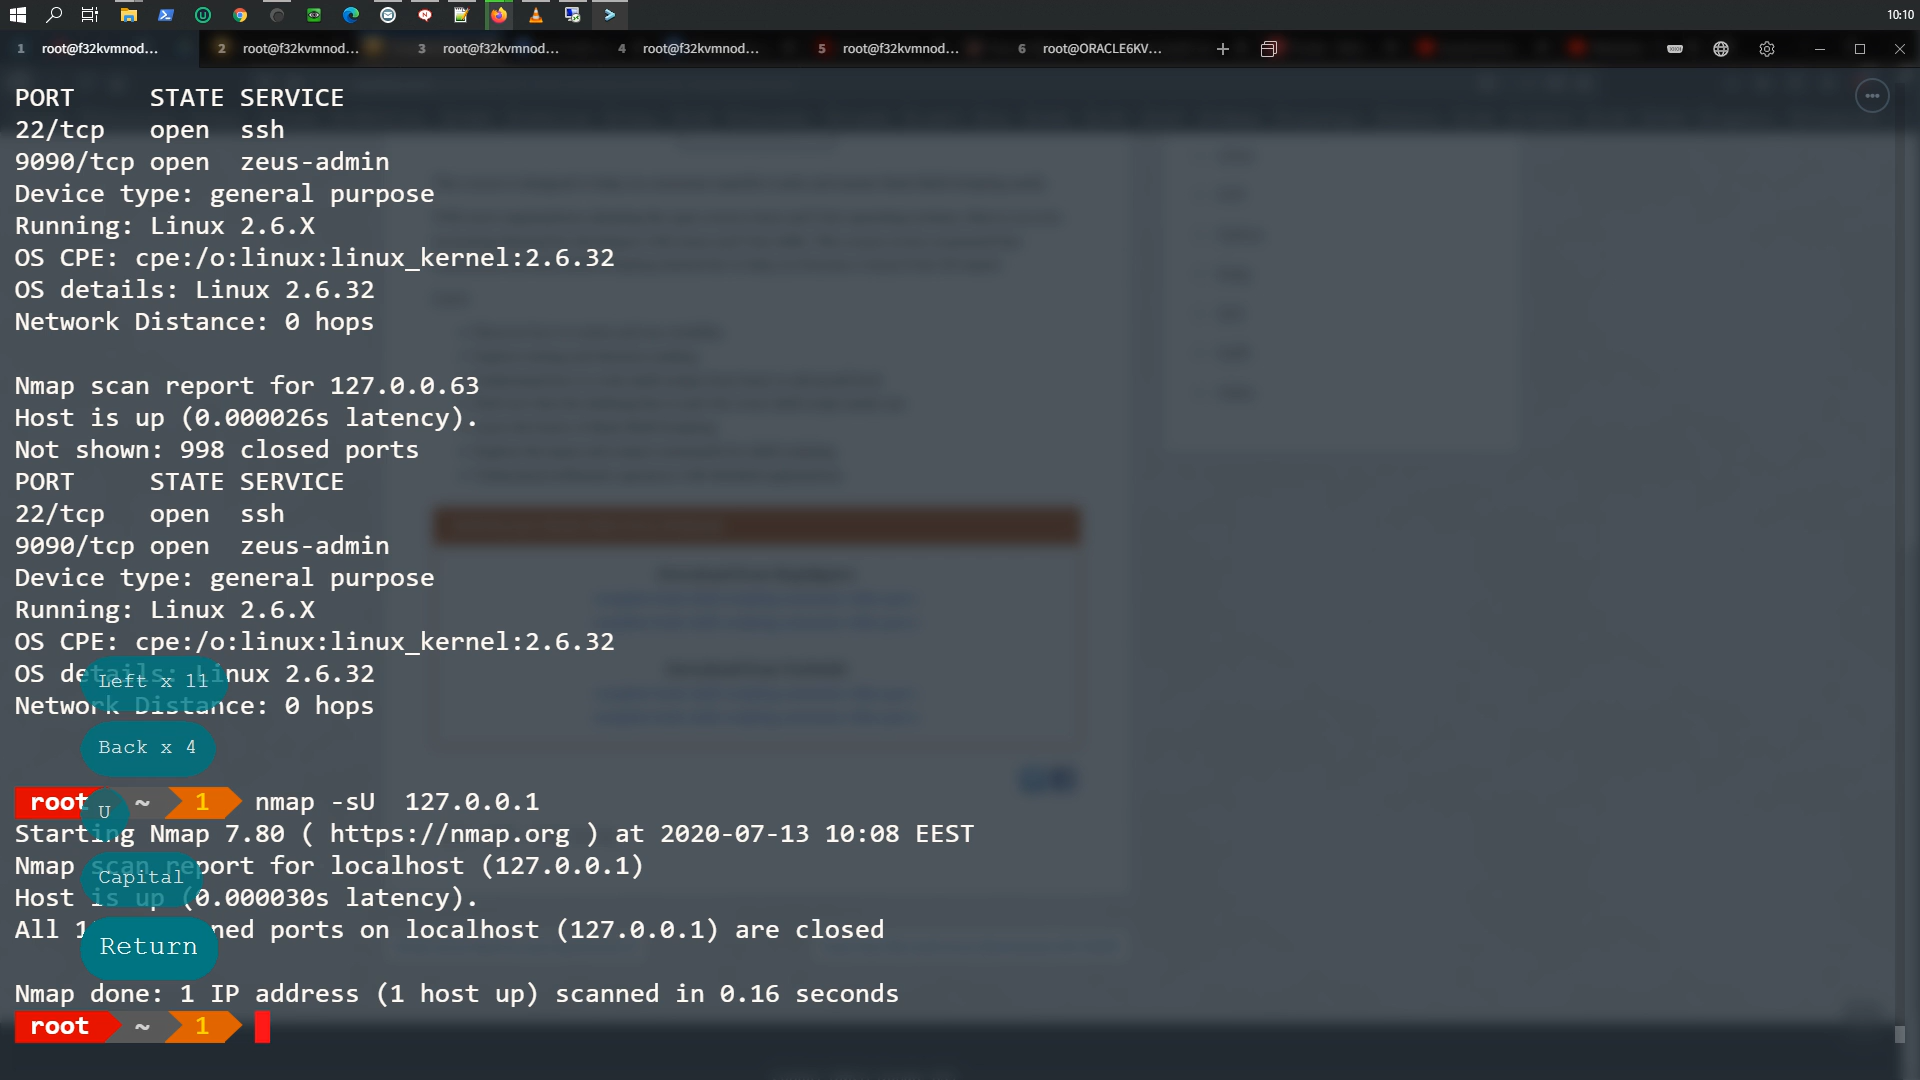 10:10
1 root@f32kvmnod... 2 root@f32kvmnod... 3 root@f32kvmnod... 4 root@f32kvmnod... 5 root@f32kvmnod... 6 root@ORACLE6KV...
PORT STATE SERVICE
22/tcp open ssh
9090/tcp open zeus-admin
Device type: general purpose
Running: Linux 2.6.X
OS CPE: cpe:/o:linux:linux_kernel:2.6.32
OS details: Linux 2.6.32
Network Distance: 0 hops
Nmap scan report for 127.0.0.63
Host is up (0.000026s latency).
Not shown: 998 closed ports
PORT STATE SERVICE
22/tcp open ssh
9090/tcp open zeus-admin
Device type: general purpose
Running: Linux 2.6.X
OS CPE: cpe:/o:linux:linux_kernel:2.6.32
OS details: Linux 2.6.32
Left x 11
Network Distance: 0 hops
Back x 4
root ~ 1 nmap -sU 127.0.0.1
U
Starting Nmap 7.80 ( https://nmap.org ) at 2020-07-13 10:08 EEST
Nmap scan report for localhost (127.0.0.1)
Capital
Host is up (0.000030s latency).
All ports on localhost (127.0.0.1) are closed
Return
Nmap done: 1 IP address (1 host up) scanned in 0.16 seconds
root ~ 1